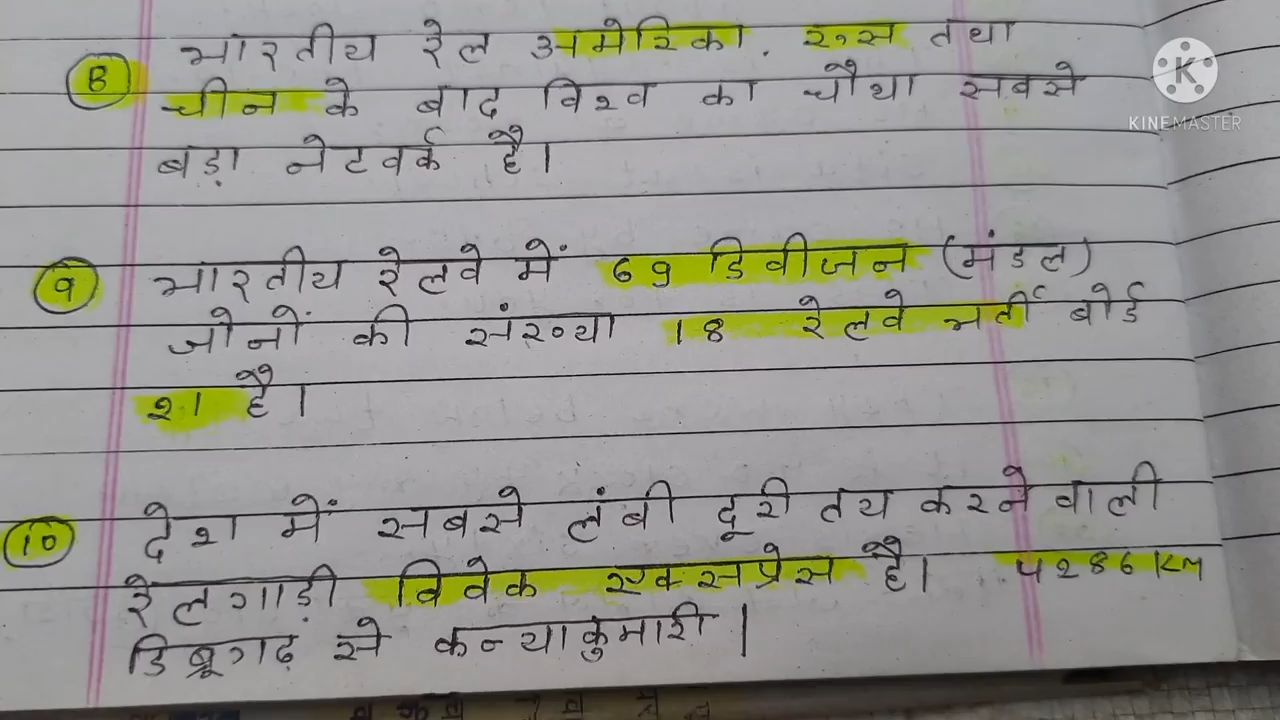 8 भारतीय रेल अमेरिका, रूस तथा
चीन के बाद विश्व का चौथा सबसे
बड़ा नेटवर्क है।
9 भारतीय रेलवे में 69 डिवीजन (मंडल)
जोनों की संख्या 18 रेलवे भर्ती बोर्ड
21 है।
10 देश में सबसे लंबी दूरी तय करने वाली
रेलगाड़ी विवेक एक्सप्रेस है। 4286 KM
डिब्रूगढ़ से कन्याकुमारी |
K
KINEMASTER